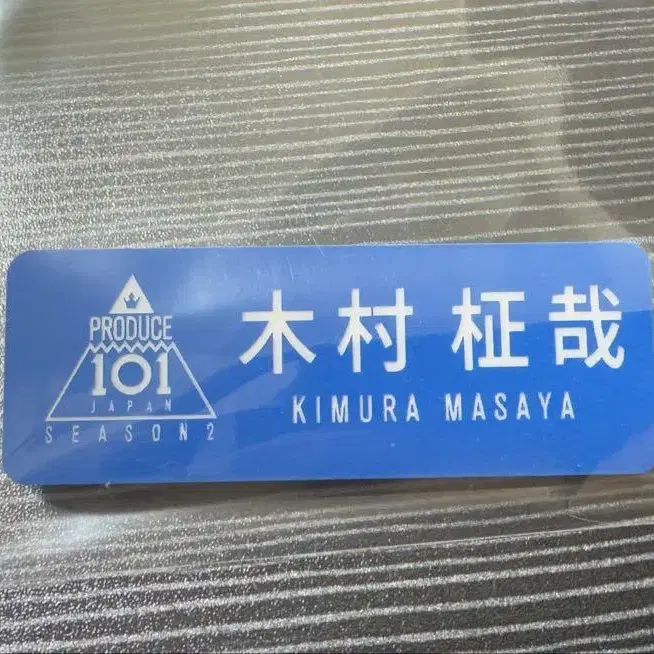 PRODUCE
101
JAPAN
SEASON2
木村 柾哉
KIMURA MASAYA